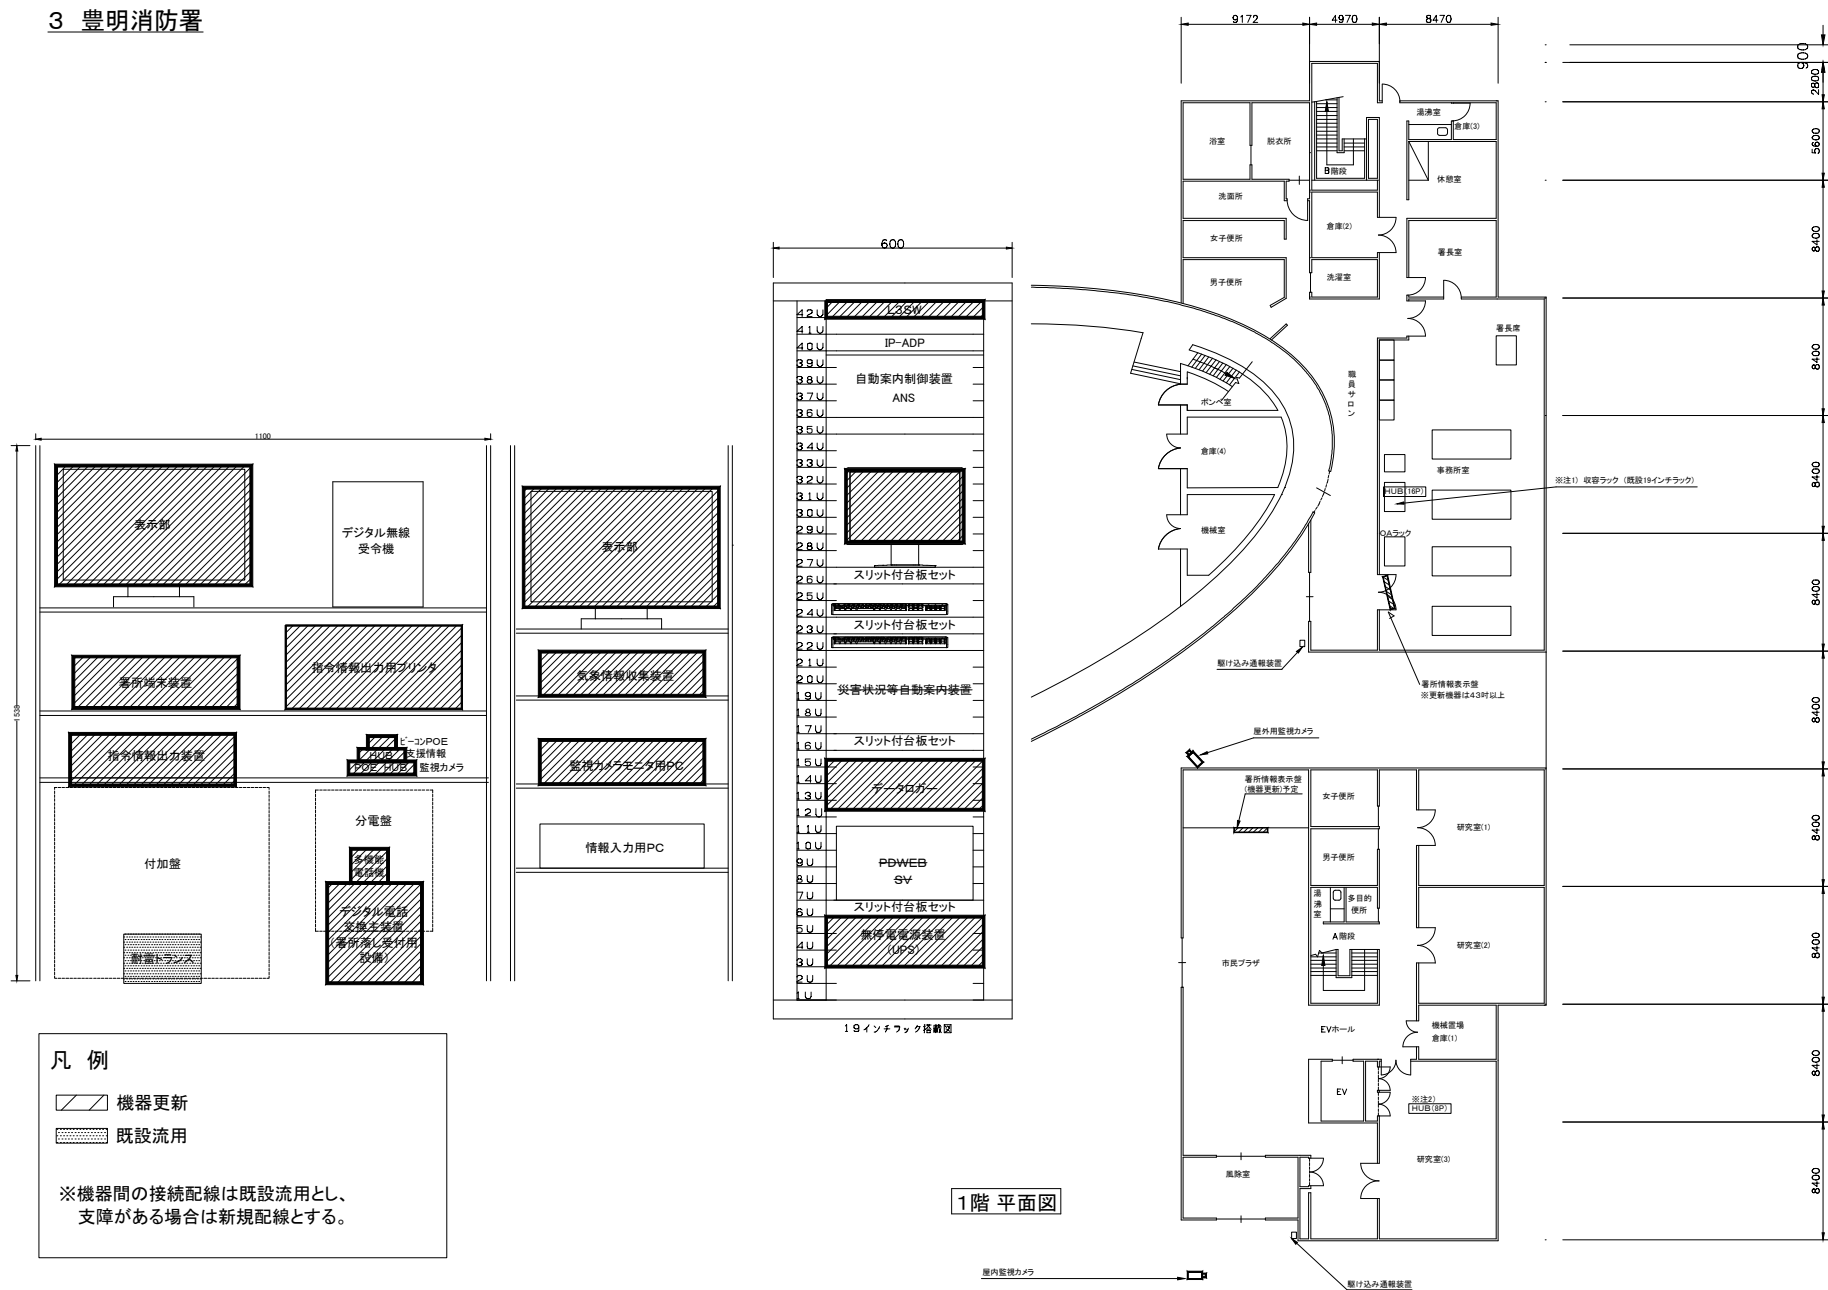 3 豊明消防署
1100
1533
表示部
デジタル無線
受令機
署所端末装置
指令情報出力用プリンタ
指令情報出力装置
ビーコンPOE
HUB 支援情報
POE HUB 監視カメラ
付加盤
耐雷トランス
分電盤
多機能
電話機
デジタル電話
交換主装置
(署所落し受付用
設備)
表示部
気象情報収集装置
監視カメラモニタ用PC
情報入力用PC
600
42U
41U
40U
39U
38U
37U
36U
35U
34U
33U
32U
31U
30U
29U
28U
27U
26U
25U
24U
23U
22U
21U
20U
19U
18U
17U
16U
15U
14U
13U
12U
11U
10U
9U
8U
7U
6U
5U
4U
3U
2U
1U
L3SW
IP-ADP
自動案内制御装置
ANS
スリット付台板セット
スリット付台板セット
災害状況等自動案内装置
スリット付台板セット
データロガー
PDWEB
SV
スリット付台板セット
無停電電源装置
(UPS)
19インチラック搭載図
凡 例
機器更新
既設流用
※機器間の接続配線は既設流用とし、
支障がある場合は新規配線とする。
1階 平面図
9172
4970
8470
900
2800
5600
8400
8400
8400
8400
8400
8400
8400
8400
8400
8400
浴室
脱衣所
B階段
湯沸室
倉庫(3)
休憩室
洗面所
倉庫(2)
女子便所
署長室
男子便所
洗濯室
署長席
職員サロン
ボンベ室
倉庫(4)
機械室
事務所室
HUB(16P)
OAラック
※注1) 収容ラック (既設19インチラック)
駆け込み通報装置
署所情報表示盤
※更新機器は43吋以上
屋外用監視カメラ
署所情報表示盤
(機器更新)予定
女子便所
研究室(1)
男子便所
湯沸室
多目的
便所
A階段
研究室(2)
市民プラザ
EVホール
機械置場
倉庫(1)
EV
※注2)
HUB(8P)
研究室(3)
風除室
屋内監視カメラ
駆け込み通報装置